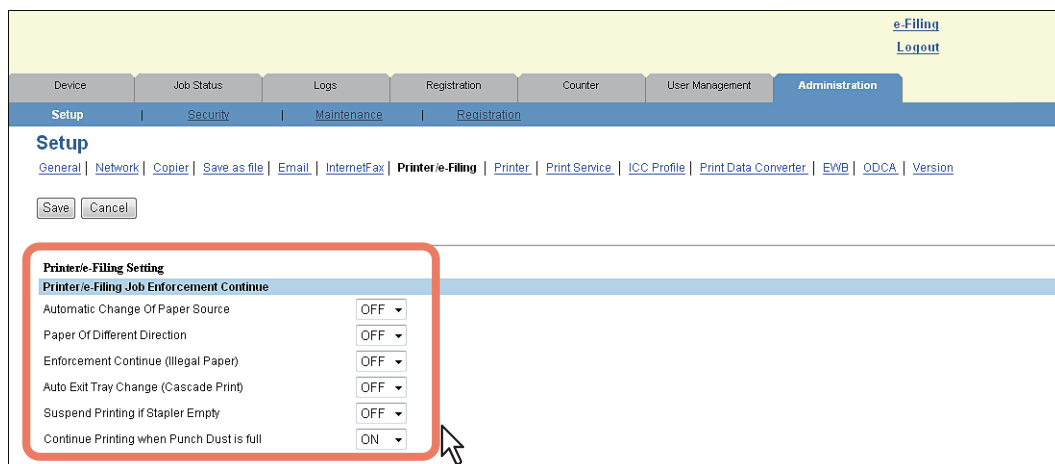 e-Filing
Logout
Device Job Status Logs Registration Counter User Management Administration
Setup | Security | Maintenance | Registration
Setup
General | Network | Copier | Save as file | Email | InternetFax | Printer/e-Filing | Printer | Print Service | ICC Profile | Print Data Converter | EWB | ODCA | Version
Save Cancel
Printer/e-Filing Setting
Printer/e-Filing Job Enforcement Continue
Automatic Change Of Paper Source OFF
Paper Of Different Direction OFF
Enforcement Continue (Illegal Paper) OFF
Auto Exit Tray Change (Cascade Print) OFF
Suspend Printing if Stapler Empty OFF
Continue Printing when Punch Dust is full ON